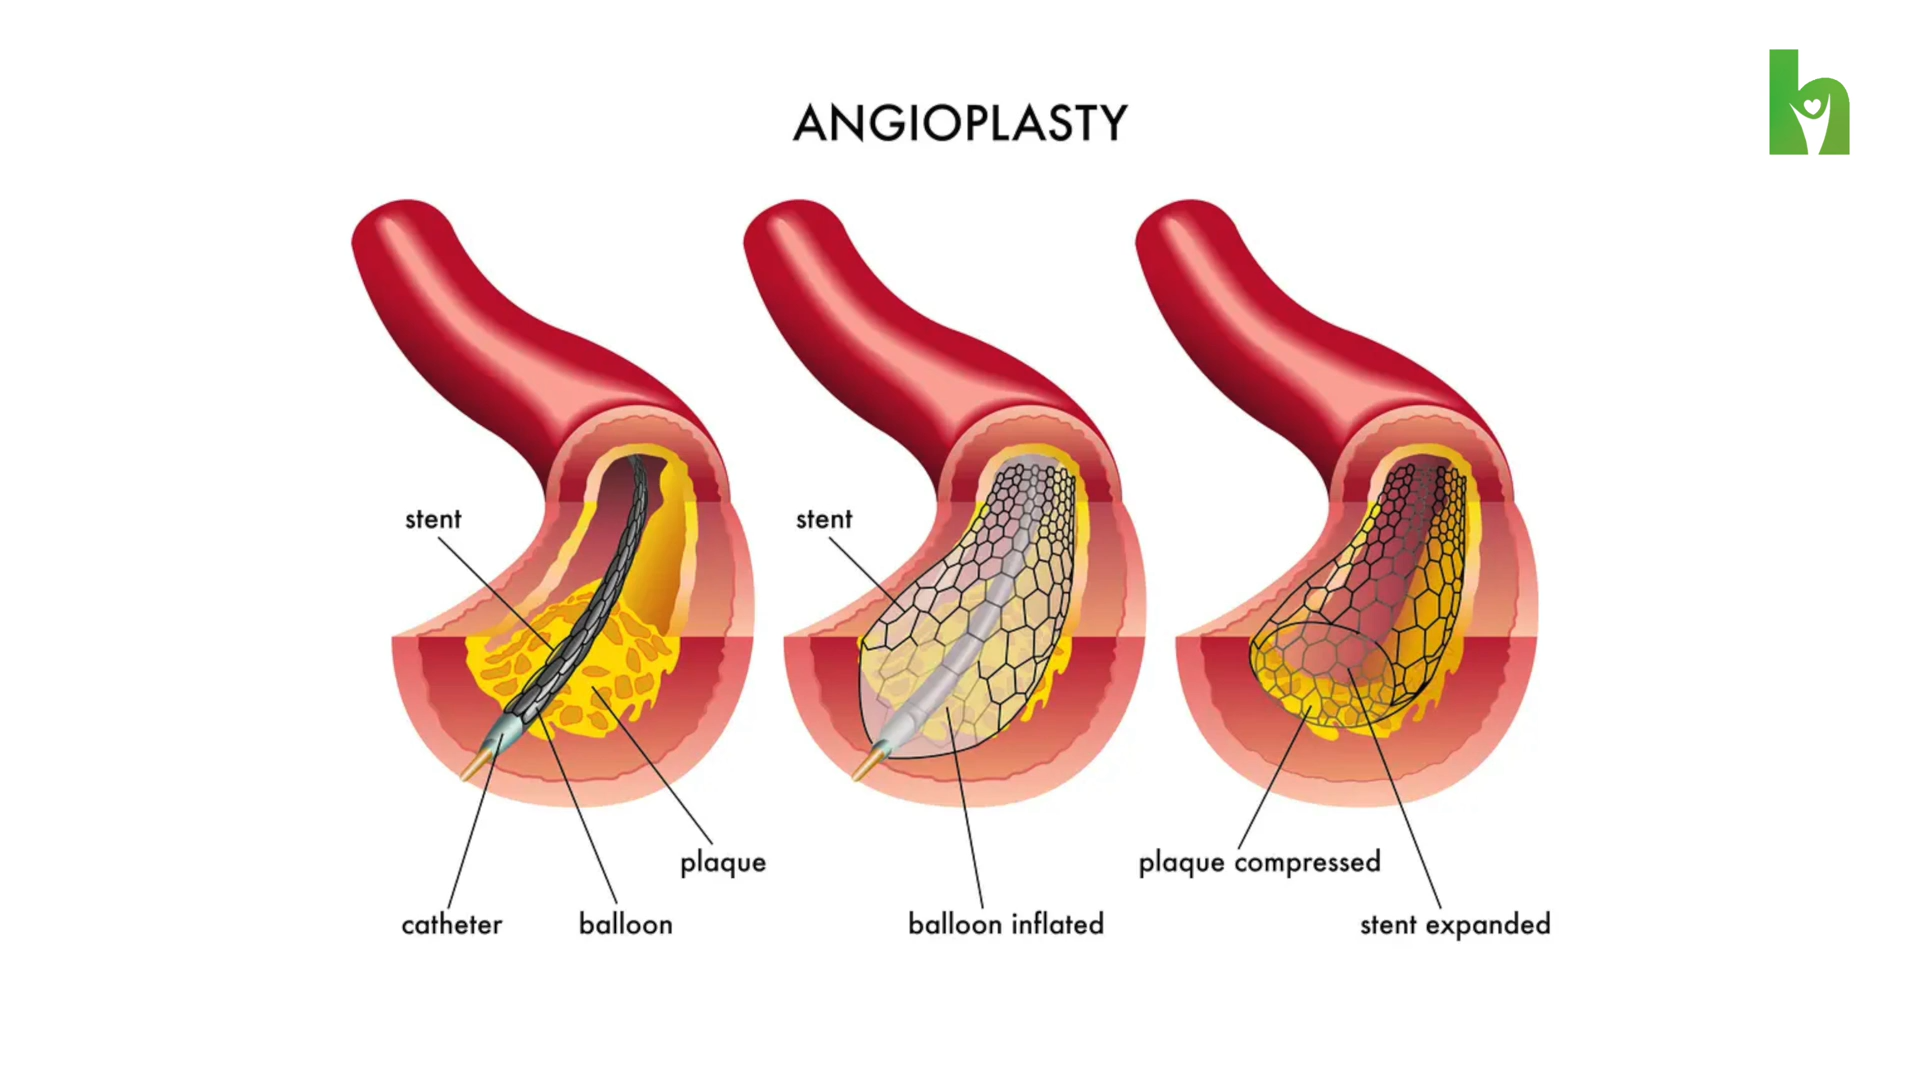 ANGIOPLASTY
stent
stent
plaque
plaque compressed
catheter
balloon
balloon inflated
stent expanded